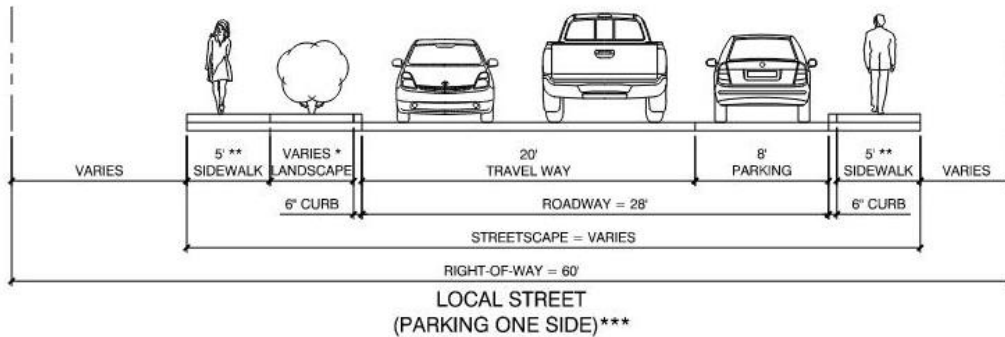 VARIES
5' **
SIDEWALK
VARIES *
LANDSCAPE
20'
TRAVEL WAY
8'
PARKING
5' **
SIDEWALK
VARIES
6" CURB
ROADWAY = 28'
6" CURB
STREETSCAPE = VARIES
RIGHT-OF-WAY = 60'
LOCAL STREET
(PARKING ONE SIDE)***